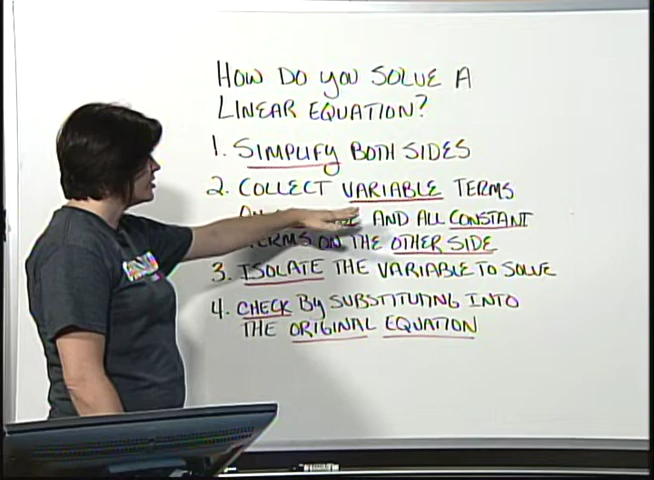 HOW DO YOU SOLVE A
LINEAR EQUATION?
1. SIMPLIFY BOTH SIDES
2. COLLECT VARIABLE TERMS
ON AND ALL CONSTANT
TERMS ON THE OTHER SIDE
3. ISOLATE THE VARIABLE TO SOLVE
4. CHECK BY SUBSTITUTING INTO
THE ORIGINAL EQUATION